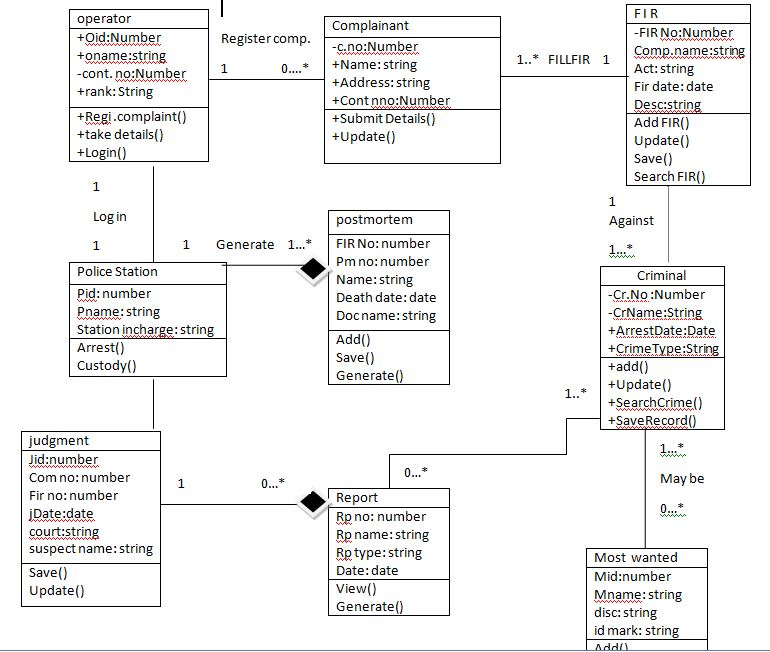 operator
+Oid:Number
+oname:string
-cont. no:Number
+rank: String
+Regi.complaint()
+take details()
+Login()
Register comp.
1
0....*
Complainant
-c.no:Number
+Name: string
+Address: string
+Cont nno:Number
+Submit Details()
+Update()
1..* FILLFIR 1
F I R
-FIR No:Number
Comp.name:string
Act: string
Fir date: date
Desc:string
Add FIR()
Update()
Save()
Search FIR()
1
Log in
1
1 Generate 1...*
postmortem
FIR No: number
Pm no: number
Name: string
Death date: date
Doc name: string
Add()
Save()
Generate()
1
Against
1...*
Police Station
Pid: number
Pname: string
Station incharge: string
Arrest()
Custody()
Criminal
-Cr.No :Number
-CrName:String
+ArrestDate:Date
+CrimeType:String
+add()
+Update()
+SearchCrime()
+SaveRecord()
1..*
0...*
judgment
Jid:number
Com no: number
Fir no: number
jDate:date
court:string
suspect name: string
Save()
Update()
1
0...*
Report
Rp no: number
Rp name: string
Rp type: string
Date: date
View()
Generate()
1...*
May be
0...*
Most wanted
Mid:number
Mname: string
disc: string
id mark: string
Add()